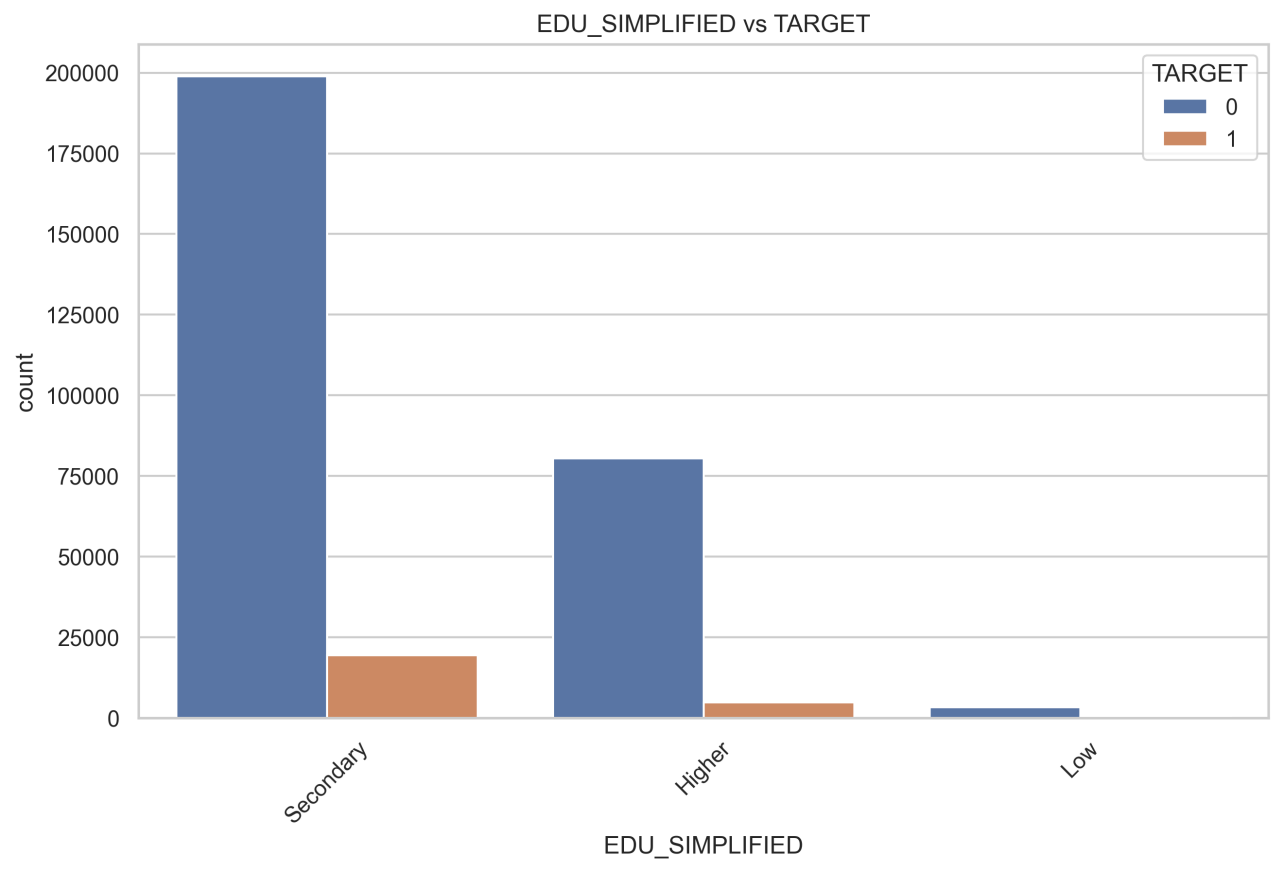 EDU_SIMPLIFIED vs TARGET
TARGET
0
1
200000
175000
150000
125000
100000
75000
50000
25000
0
count
Secondary
Higher
Low
EDU_SIMPLIFIED